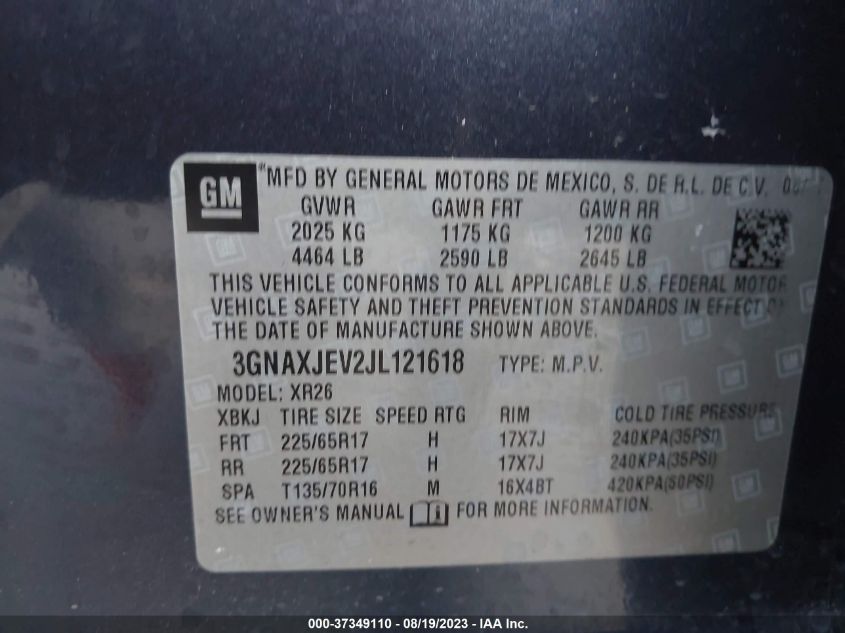 GM
MFD BY GENERAL MOTORS DE MEXICO, S. DE R.L. DE C.V.
GVWR GAWR FRT GAWR RR
2025 KG 1175 KG 1200 KG
4464 LB 2590 LB 2645 LB
THIS VEHICLE CONFORMS TO ALL APPLICABLE U.S. FEDERAL MOTOR
VEHICLE SAFETY AND THEFT PREVENTION STANDARDS IN EFFECT ON
THE DATE OF MANUFACTURE SHOWN ABOVE.
3GNAXJEV2JL121618 TYPE: M.P.V.
MODEL: XR26
XBKJ TIRE SIZE SPEED RTG RIM COLD TIRE PRESSURE
FRT 225/65R17 H 17X7J 240KPA(35PSI)
RR 225/65R17 H 17X7J 240KPA(35PSI)
SPA T135/70R16 M 16X4BT 420KPA(60PSI)
SEE OWNER'S MANUAL FOR MORE INFORMATION.
000-37349110 - 08/19/2023 - IAA Inc.